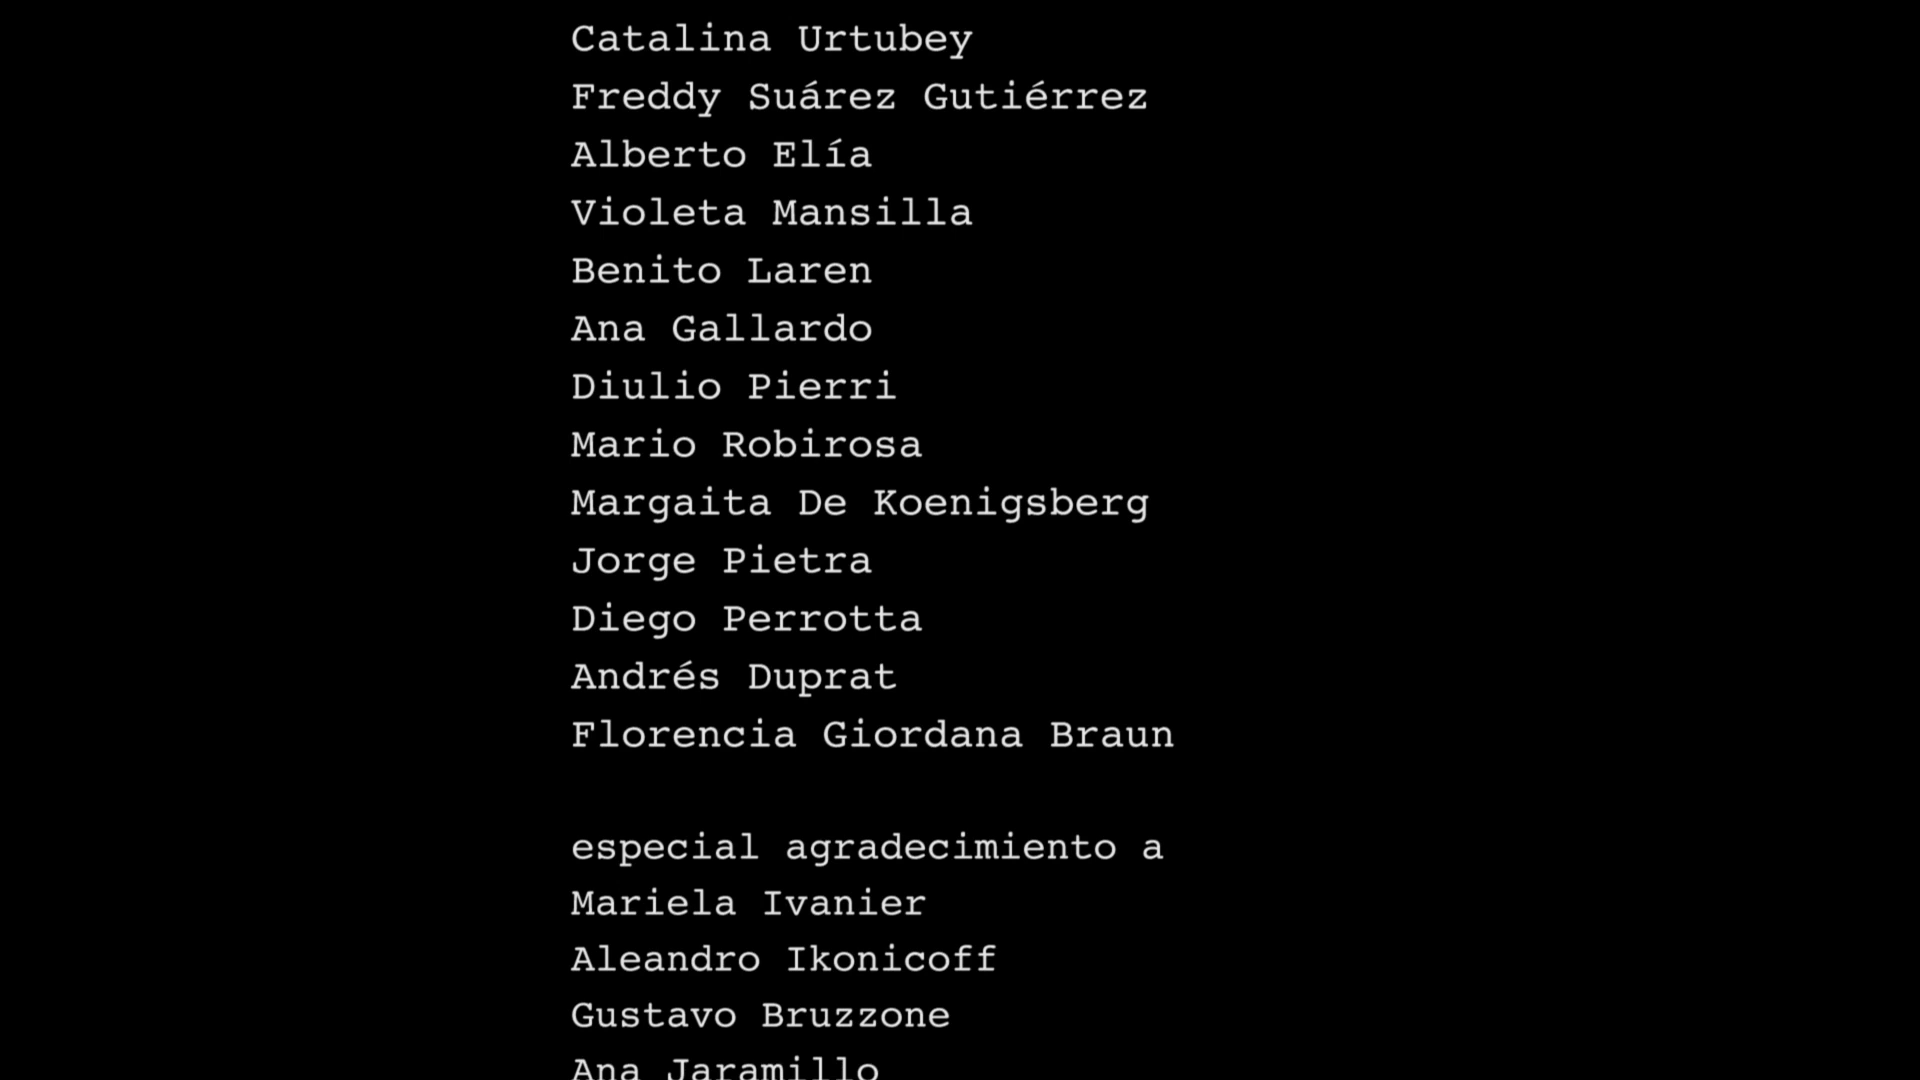 Catalina Urtubey
Freddy Suárez Gutiérrez
Alberto Elía
Violeta Mansilla
Benito Laren
Ana Gallardo
Diulio Pierri
Mario Robirosa
Margaita De Koenigsberg
Jorge Pietra
Diego Perrotta
Andrés Duprat
Florencia Giordana Braun
especial agradecimiento a
Mariela Ivanier
Aleandro Ikonicoff
Gustavo Bruzzone
Ana Jaramillo